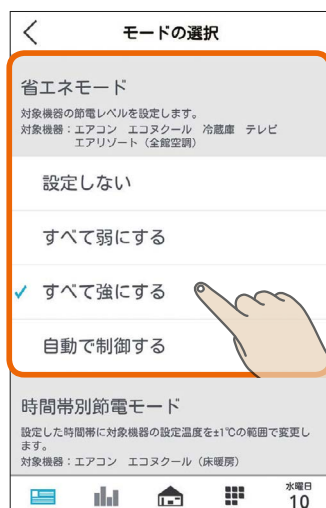 モードの選択
省エネモード
対象機器の節電レベルを設定します。
対象機器：エアコン　エコヌクール　冷蔵庫　テレビ
エアリゾート（全館空調）
設定しない
すべて弱にする
すべて強にする
自動で制御する
時間帯別節電モード
設定した時間帯に対象機器の設定温度を±1℃の範囲で変更し
ます。
対象機器：エアコン　エコヌクール（床暖房）
水曜日
10